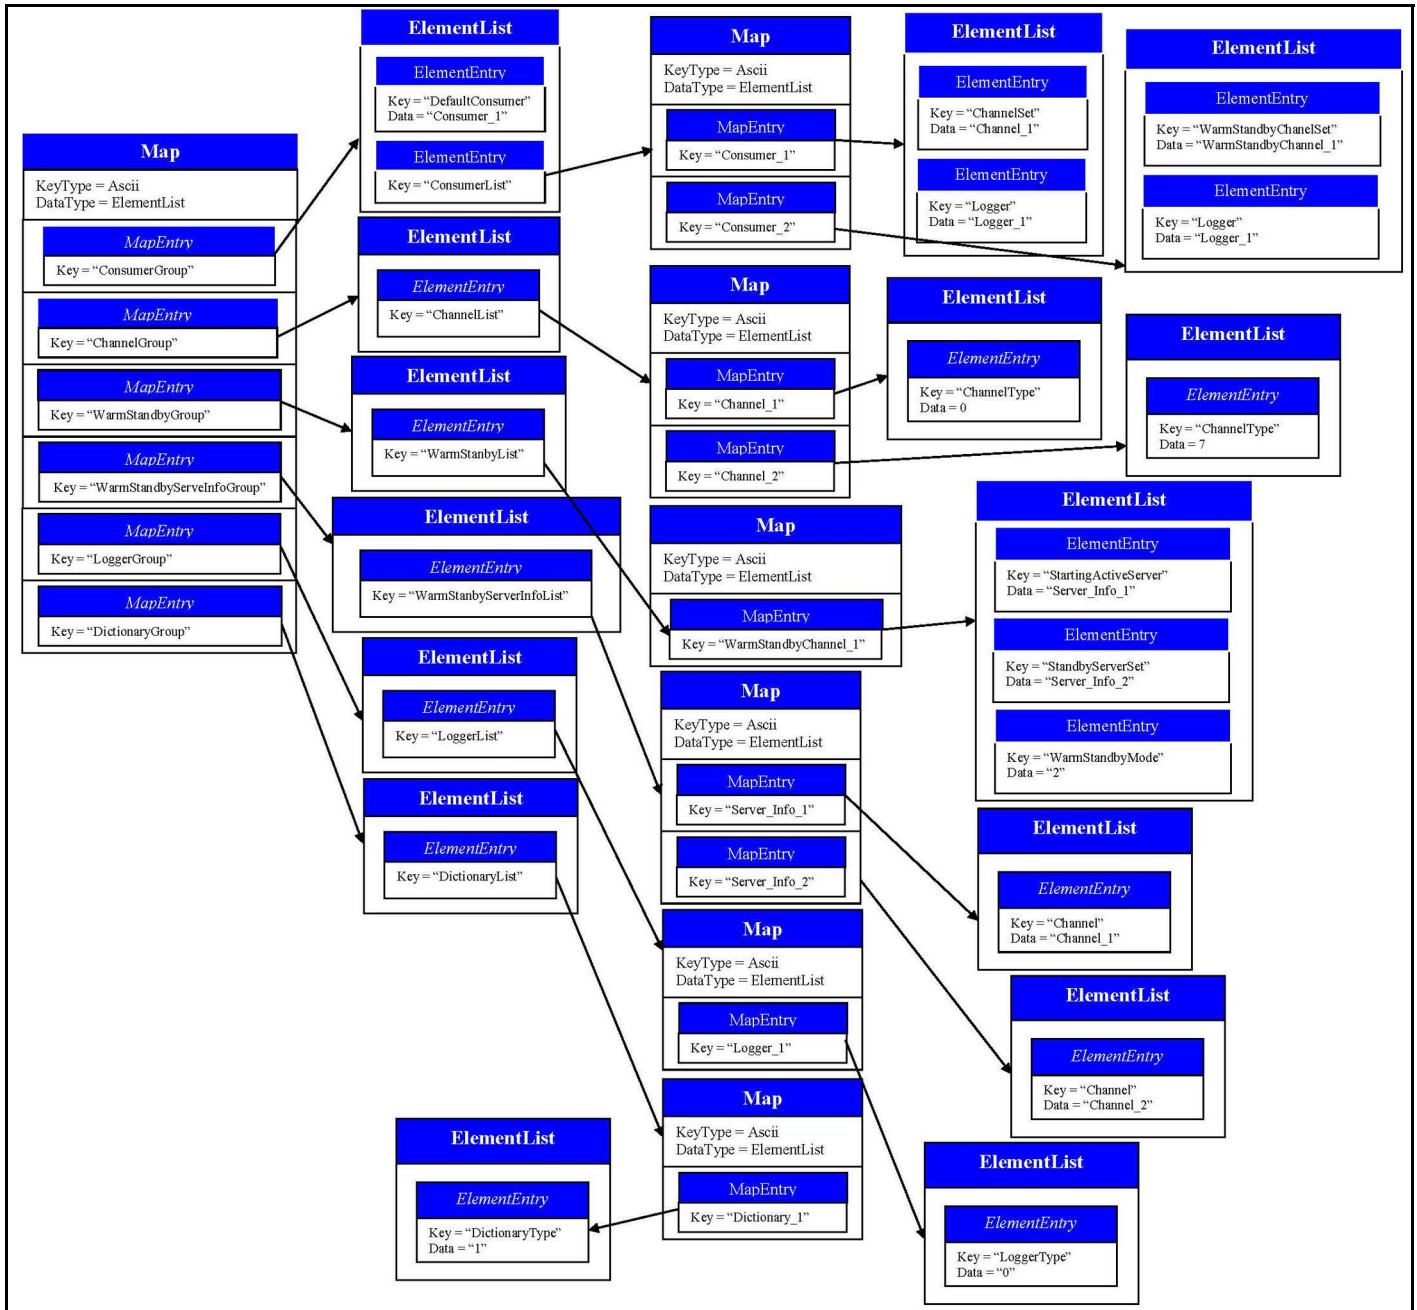 Map
KeyType = Ascii
DataType = ElementList
MapEntry
Key = “ConsumerGroup”
MapEntry
Key = “ChannelGroup”
MapEntry
Key = “WarmStandbyGroup”
MapEntry
Key = “WarmStandbyServeInfoGroup”
MapEntry
Key = “LoggerGroup”
MapEntry
Key = “DictionaryGroup”
ElementList
ElementEntry
Key = “DefaultConsumer”
Data = “Consumer_1”
ElementEntry
Key = “ConsumerList”
ElementList
ElementEntry
Key = “ChannelList”
ElementList
ElementEntry
Key = “WarmStanbyList”
ElementList
ElementEntry
Key = “WarmStanbyServerInfoList”
ElementList
ElementEntry
Key = “LoggerList”
ElementList
ElementEntry
Key = “DictionaryList”
ElementList
ElementEntry
Key = “DictionaryType”
Data = “1”
Map
KeyType = Ascii
DataType = ElementList
MapEntry
Key = “Consumer_1”
MapEntry
Key = “Consumer_2”
Map
KeyType = Ascii
DataType = ElementList
MapEntry
Key = “Channel_1”
MapEntry
Key = “Channel_2”
Map
KeyType = Ascii
DataType = ElementList
MapEntry
Key = “WarmStandbyChannel_1”
Map
KeyType = Ascii
DataType = ElementList
MapEntry
Key = “Server_Info_1”
MapEntry
Key = “Server_Info_2”
Map
KeyType = Ascii
DataType = ElementList
MapEntry
Key = “Logger_1”
Map
KeyType = Ascii
DataType = ElementList
MapEntry
Key = “Dictionary_1”
ElementList
ElementEntry
Key = “ChannelSet”
Data = “Channel_1”
ElementEntry
Key = “Logger”
Data = “Logger_1”
ElementList
ElementEntry
Key = “WarmStandbyChanelSet”
Data = “WarmStandbyChannel_1”
ElementEntry
Key = “Logger”
Data = “Logger_1”
ElementList
ElementEntry
Key = “ChannelType”
Data = 0
ElementList
ElementEntry
Key = “ChannelType”
Data = 7
ElementList
ElementEntry
Key = “StartingActiveServer”
Data = “Server_Info_1”
ElementEntry
Key = “StandbyServerSet”
Data = “Server_Info_2”
ElementEntry
Key = “WarmStandbyMode”
Data = “2”
ElementList
ElementEntry
Key = “Channel”
Data = “Channel_1”
ElementList
ElementEntry
Key = “Channel”
Data = “Channel_2”
ElementList
ElementEntry
Key = “LoggerType”
Data = “0”